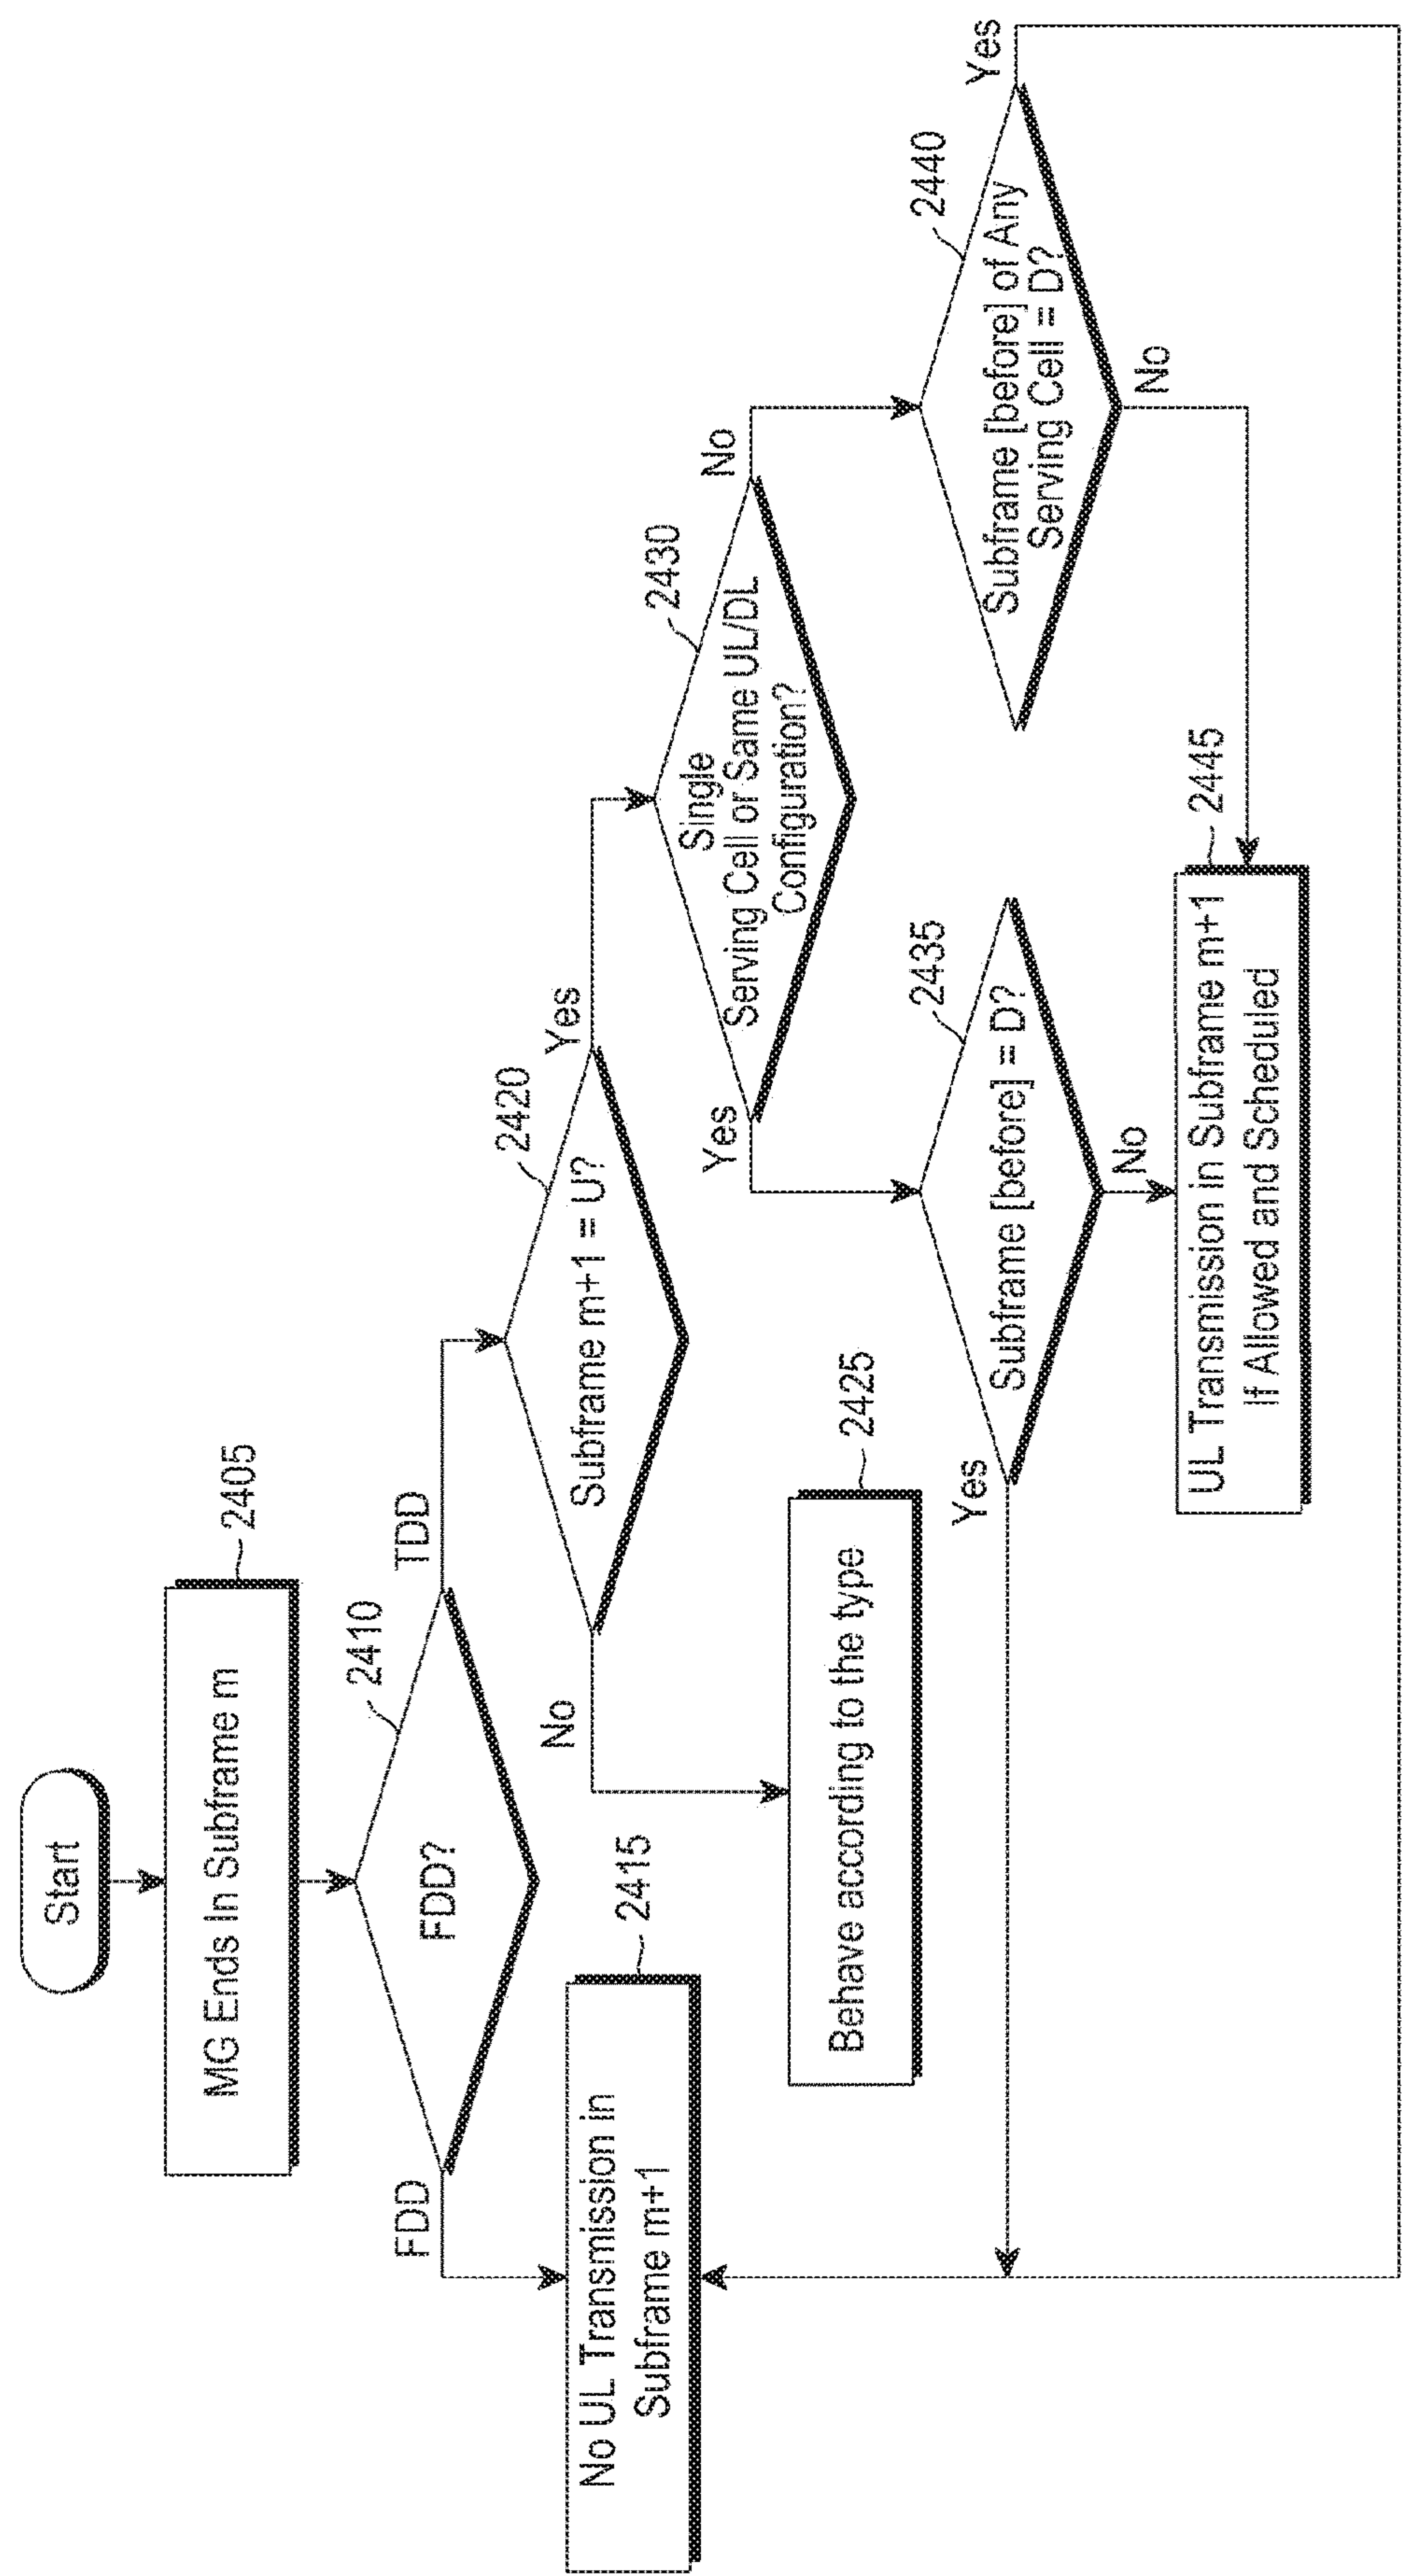 Start
MG Ends In Subframe m
2405
FDD?
2410
FDD
TDD
No UL Transmission in
Subframe m+1
2415
Subframe m+1 = U?
2420
No
Yes
Behave according to the type
2425
Single
Serving Cell or Same UL/DL
Configuration?
2430
Yes
No
Subframe [before] = D?
2435
Yes
No
Subframe [before] of Any
Serving Cell = D?
2440
Yes
No
UL Transmission in Subframe m+1
If Allowed and Scheduled
2445